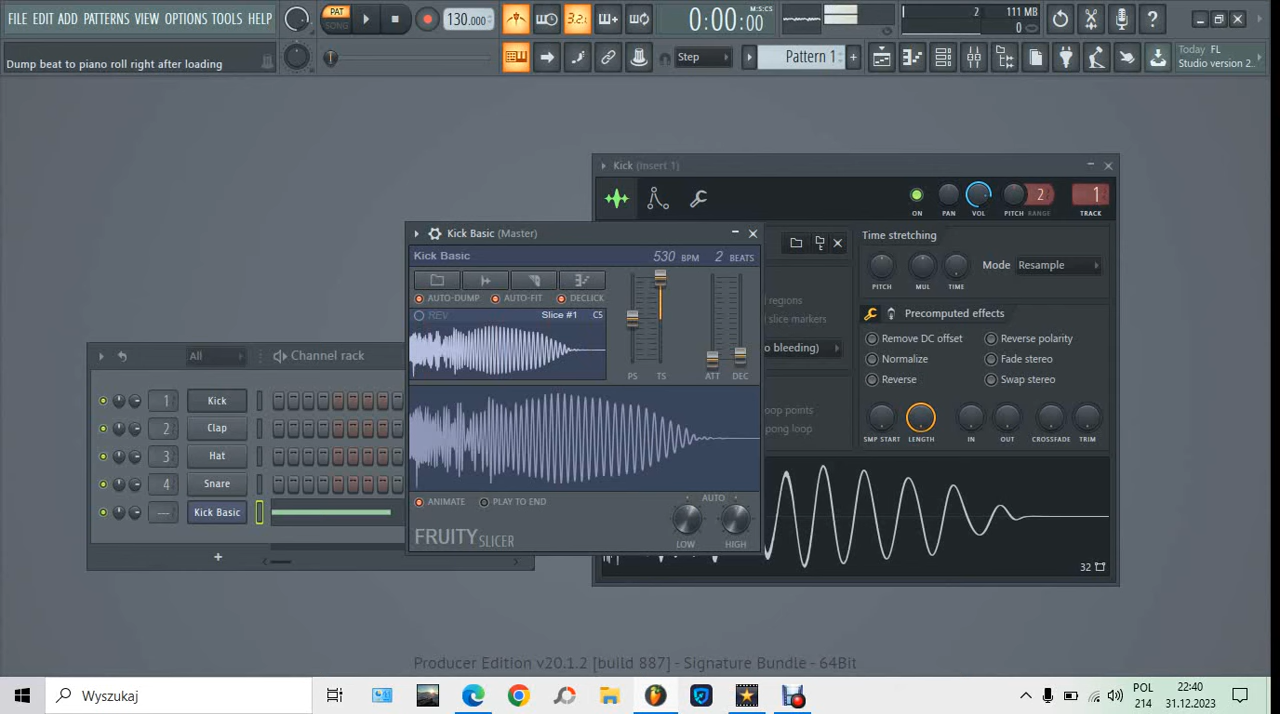 FILE EDIT ADD PATTERNS VIEW OPTIONS TOOLS HELP
PAT
SONG
130.000
3.2.
0:00:00
M:S:CS
2
111 MB
0
Dump beat to piano roll right after loading
Step
Pattern 1
Today FL
Studio version 2..
Kick (Insert 1)
ON
PAN
VOL
PITCH
2
RANGE
1
TRACK
Kick Basic (Master)
Kick Basic
530 BPM
2 BEATS
AUTO-DUMP
AUTO-FIT
DECLICK
REV
Slice #1
C5
PS
TS
ATT
DEC
ANIMATE
PLAY TO END
AUTO
LOW
HIGH
FRUITY SLICER
Time stretching
PITCH
MUL
TIME
Mode
Resample
regions
slice markers
o bleeding)
oop points
pong loop
Precomputed effects
Remove DC offset
Reverse polarity
Normalize
Fade stereo
Reverse
Swap stereo
SMP START
LENGTH
IN
OUT
CROSSFADE
TRIM
32
All
Channel rack
1
Kick
2
Clap
3
Hat
4
Snare
---
Kick Basic
+
Producer Edition v20.1.2 [build 887] - Signature Bundle - 64Bit
Wyszukaj
POL
214
22:40
31.12.2023